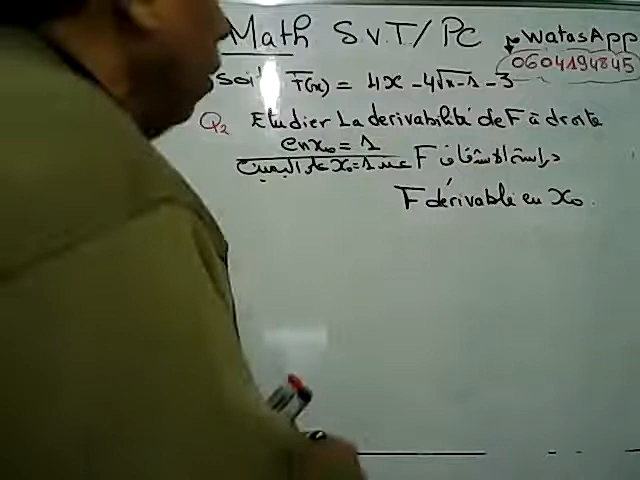 Math SVT/PC
WatasApp
0604194845
Soit F(x) = 4x - 4√x-1 - 3
Q2 Etudier La derivabilité de F à droite
en x0 = 1
دراسة الاشتقاق F عند x0=1 على اليمين
F dérivable en x0.